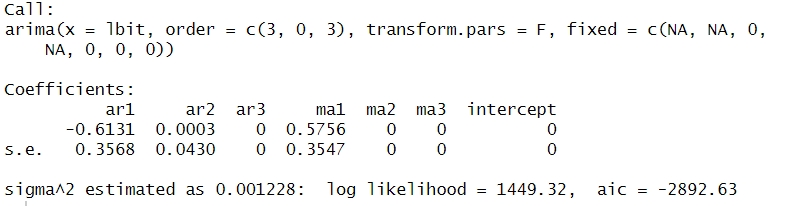 Call:
arima(x = lbit, order = c(3, 0, 3), transform.pars = F, fixed = c(NA, NA, 0,
NA, 0, 0, 0))
Coefficients:
ar1 ar2 ar3 ma1 ma2 ma3 intercept
-0.6131 0.0003 0 0.5756 0 0 0
s.e. 0.3568 0.0430 0 0.3547 0 0 0
sigma^2 estimated as 0.001228: log likelihood = 1449.32, aic = -2892.63